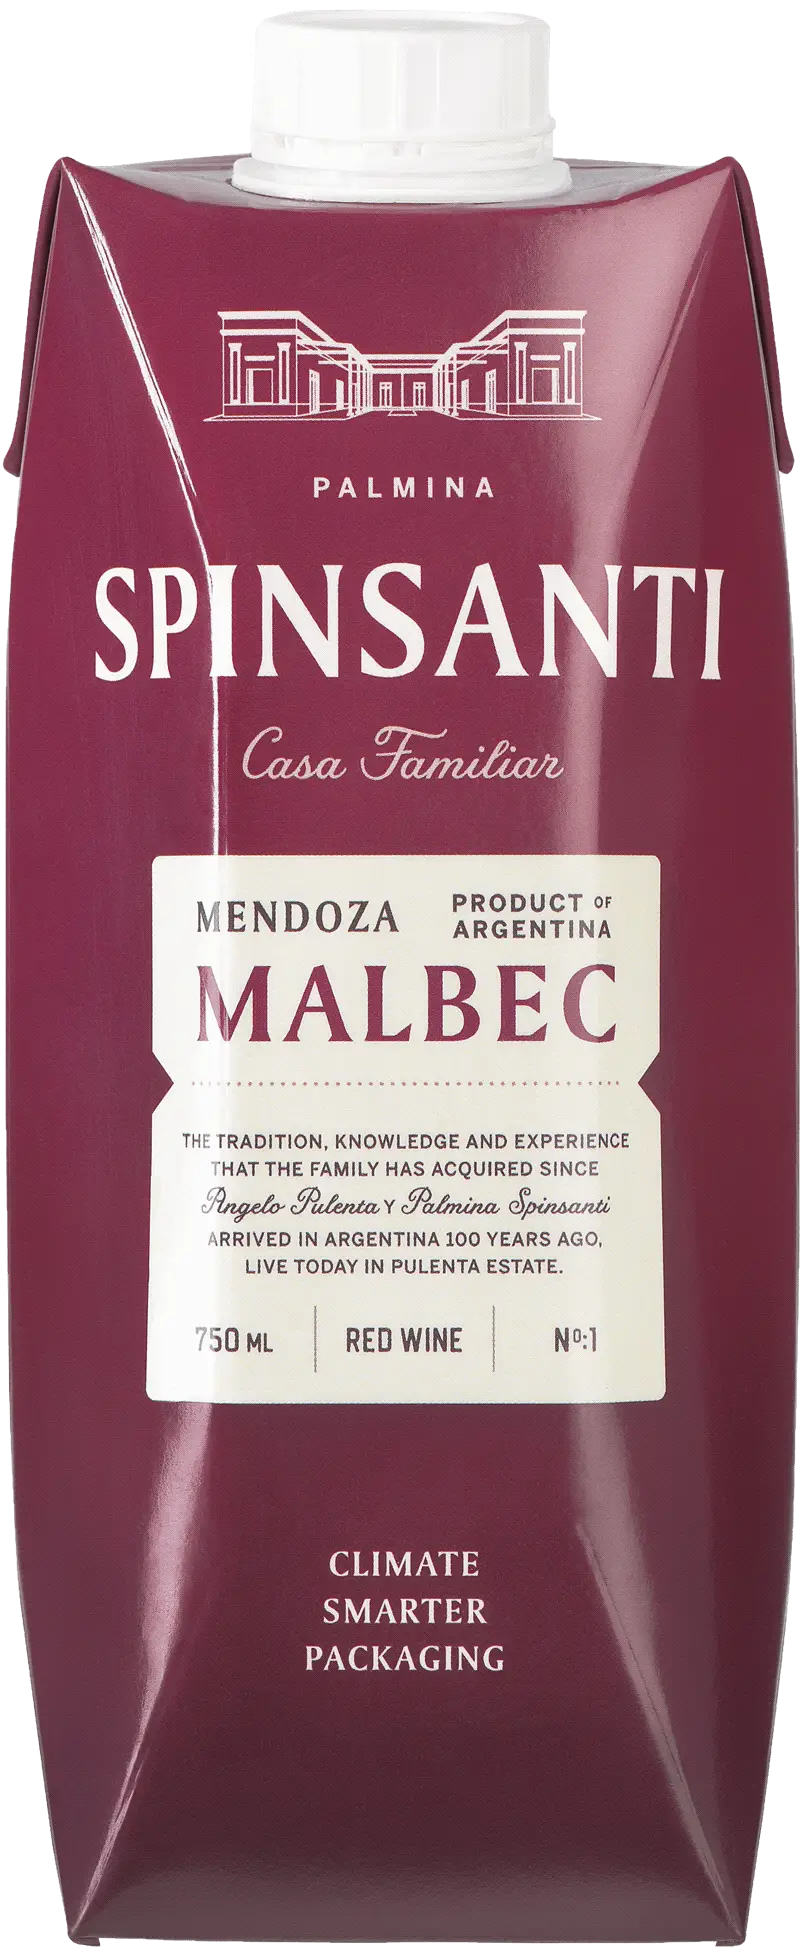 PALMINA
SPINSANTI
Casa Familiar
MENDOZA
PRODUCT OF
ARGENTINA
MALBEC
THE TRADITION, KNOWLEDGE AND EXPERIENCE
THAT THE FAMILY HAS ACQUIRED SINCE
Angelo Pulenta Y Palmina Spinsanti
ARRIVED IN ARGENTINA 100 YEARS AGO,
LIVE TODAY IN PULENTA ESTATE.
750 ML RED WINE Nº:1
CLIMATE
SMARTER
PACKAGING